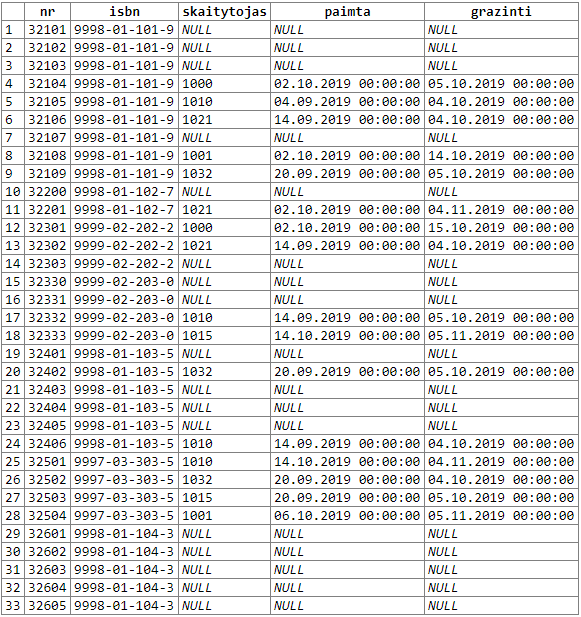 nr isbn skaitytojas paimta grazinti
1 32101 9998-01-101-9 NULL NULL NULL
2 32102 9998-01-101-9 NULL NULL NULL
3 32103 9998-01-101-9 NULL NULL NULL
4 32104 9998-01-101-9 1000 02.10.2019 00:00:00 05.10.2019 00:00:00
5 32105 9998-01-101-9 1010 04.09.2019 00:00:00 04.10.2019 00:00:00
6 32106 9998-01-101-9 1021 14.09.2019 00:00:00 04.10.2019 00:00:00
7 32107 9998-01-101-9 NULL NULL NULL
8 32108 9998-01-101-9 1001 02.10.2019 00:00:00 14.10.2019 00:00:00
9 32109 9998-01-101-9 1032 20.09.2019 00:00:00 05.10.2019 00:00:00
10 32200 9998-01-102-7 NULL NULL NULL
11 32201 9998-01-102-7 1021 02.10.2019 00:00:00 04.11.2019 00:00:00
12 32301 9999-02-202-2 1000 02.10.2019 00:00:00 15.10.2019 00:00:00
13 32302 9999-02-202-2 1021 14.09.2019 00:00:00 04.10.2019 00:00:00
14 32303 9999-02-202-2 NULL NULL NULL
15 32330 9999-02-203-0 NULL NULL NULL
16 32331 9999-02-203-0 NULL NULL NULL
17 32332 9999-02-203-0 1010 14.09.2019 00:00:00 05.10.2019 00:00:00
18 32333 9999-02-203-0 1015 14.10.2019 00:00:00 05.11.2019 00:00:00
19 32401 9998-01-103-5 NULL NULL NULL
20 32402 9998-01-103-5 1032 20.09.2019 00:00:00 05.10.2019 00:00:00
21 32403 9998-01-103-5 NULL NULL NULL
22 32404 9998-01-103-5 NULL NULL NULL
23 32405 9998-01-103-5 NULL NULL NULL
24 32406 9998-01-103-5 1010 14.09.2019 00:00:00 04.10.2019 00:00:00
25 32501 9997-03-303-5 1010 14.10.2019 00:00:00 04.11.2019 00:00:00
26 32502 9997-03-303-5 1032 20.09.2019 00:00:00 04.10.2019 00:00:00
27 32503 9997-03-303-5 1015 20.09.2019 00:00:00 05.10.2019 00:00:00
28 32504 9997-03-303-5 1001 06.10.2019 00:00:00 05.11.2019 00:00:00
29 32601 9998-01-104-3 NULL NULL NULL
30 32602 9998-01-104-3 NULL NULL NULL
31 32603 9998-01-104-3 NULL NULL NULL
32 32604 9998-01-104-3 NULL NULL NULL
33 32605 9998-01-104-3 NULL NULL NULL